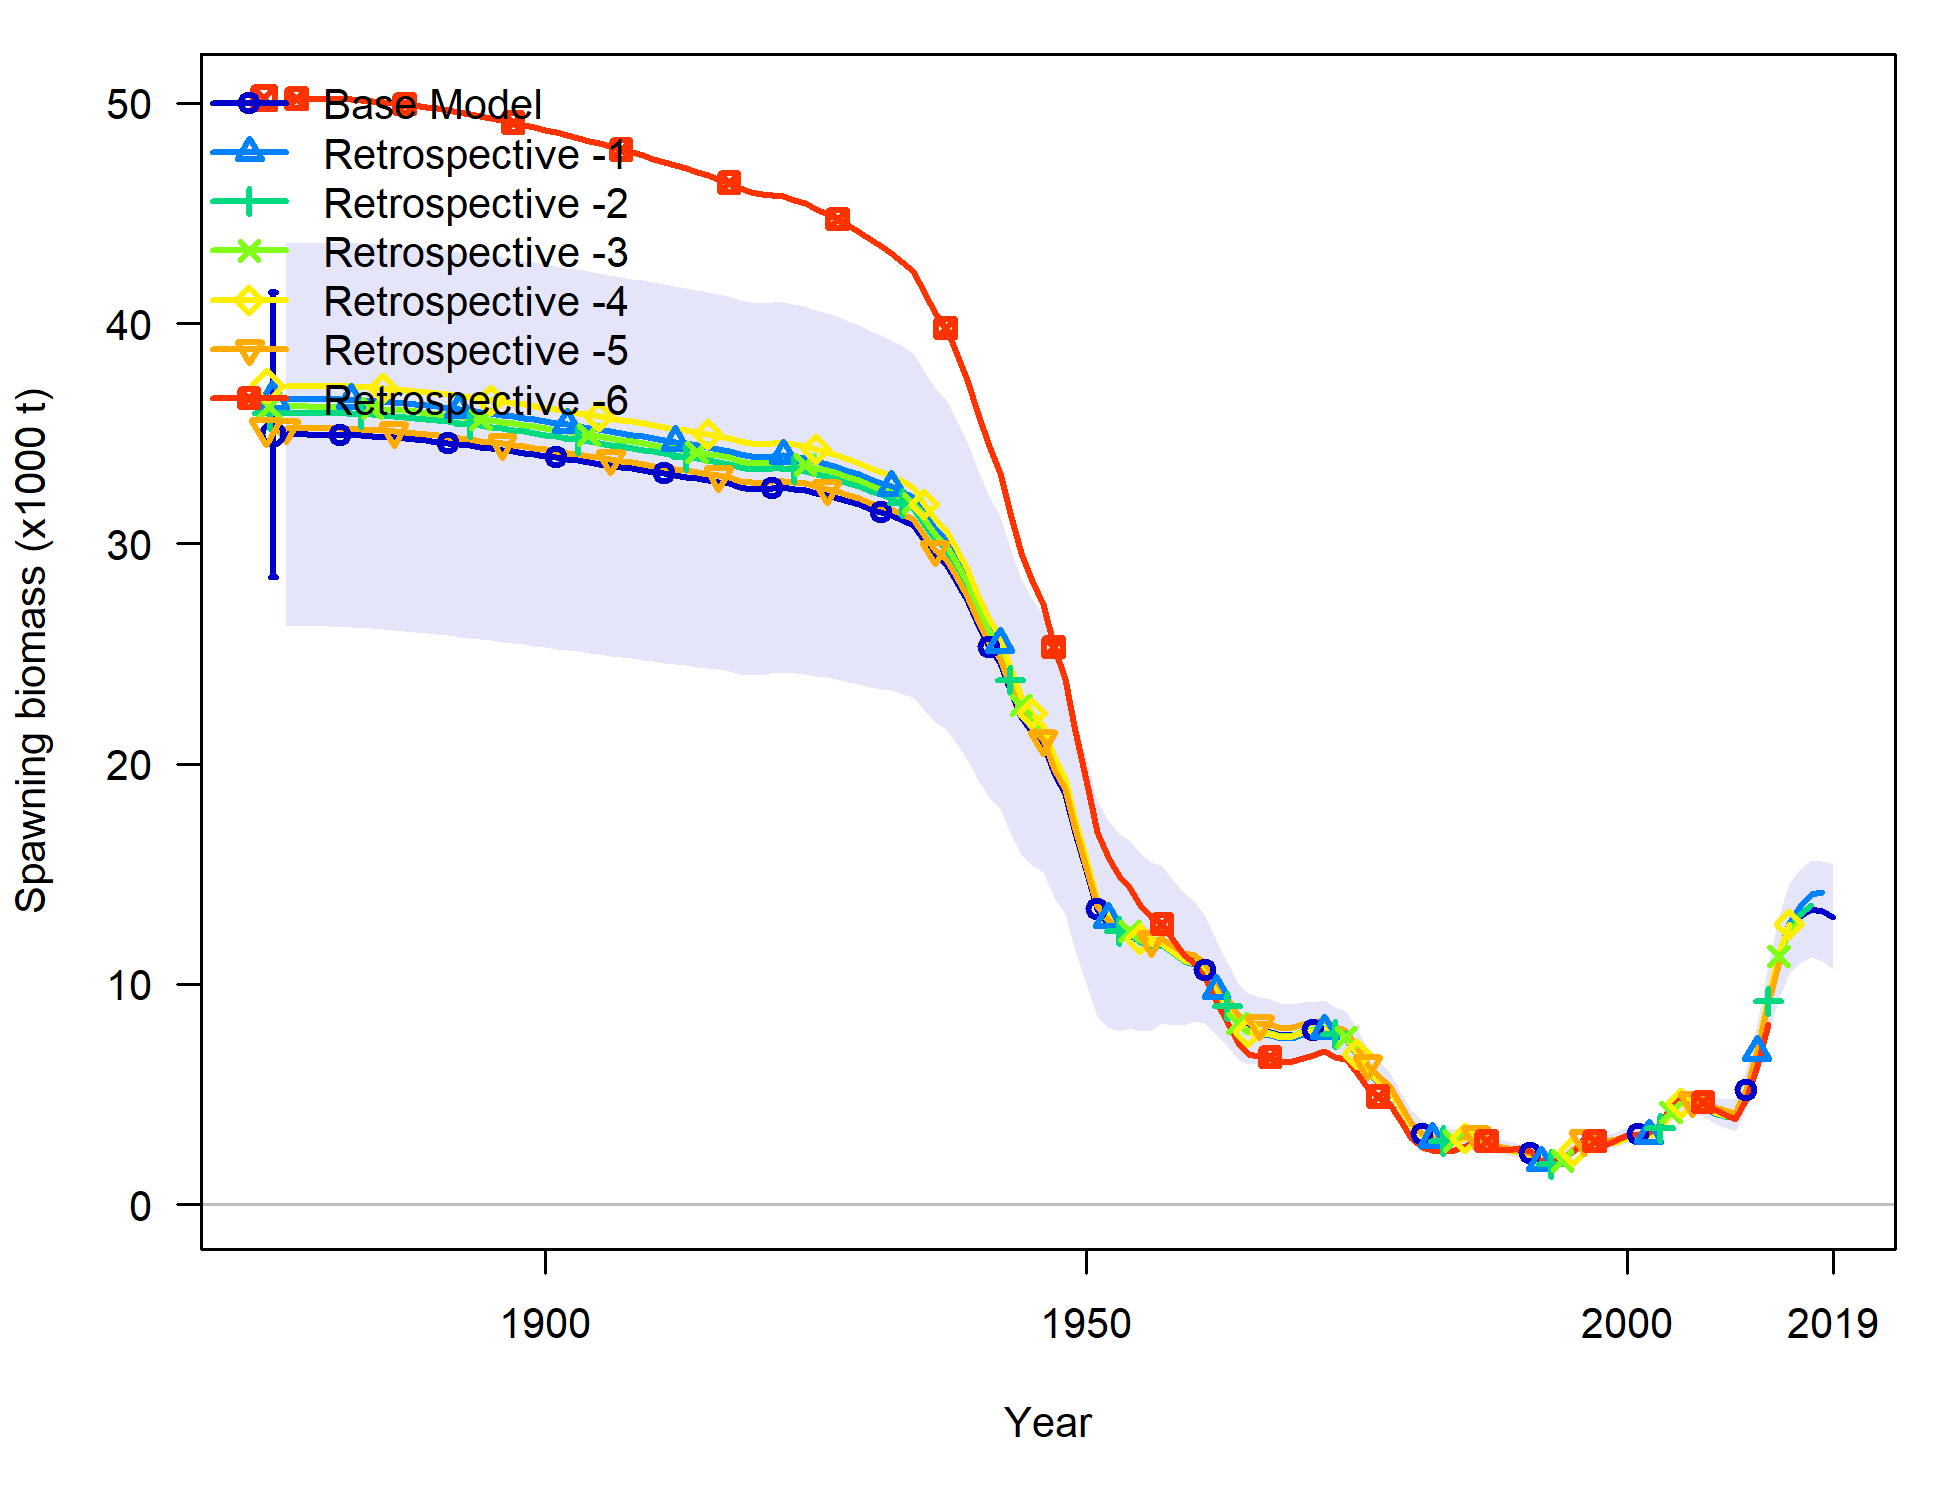 50
40
30
20
10
0
Spawning biomass (x1000 t)
Base Model
Retrospective -1
Retrospective -2
Retrospective -3
Retrospective -4
Retrospective -5
Retrospective -6
1900
1950
2000
2019
Year